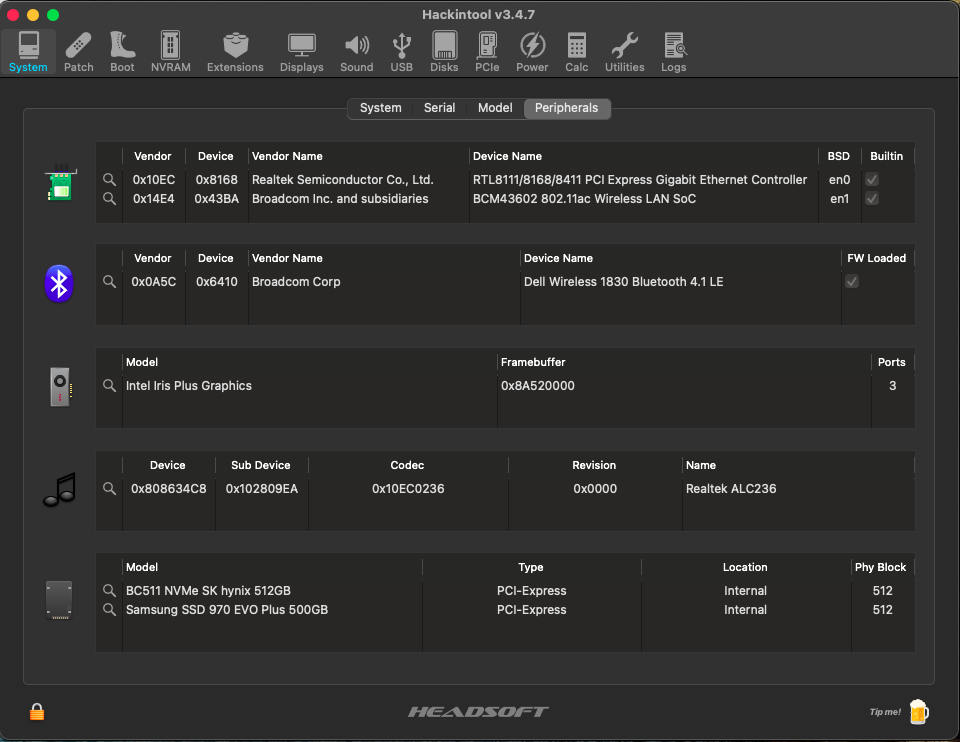 Hackintool v3.4.7
System Patch Boot NVRAM Extensions Displays Sound USB Disks PCIe Power Calc Utilities Logs
System Serial Model Peripherals
Vendor Device Vendor Name Device Name BSD Builtin
0x10EC 0x8168 Realtek Semiconductor Co., Ltd. RTL8111/8168/8411 PCI Express Gigabit Ethernet Controller en0
0x14E4 0x43BA Broadcom Inc. and subsidiaries BCM43602 802.11ac Wireless LAN SoC en1
Vendor Device Vendor Name Device Name FW Loaded
0x0A5C 0x6410 Broadcom Corp Dell Wireless 1830 Bluetooth 4.1 LE
Model Framebuffer Ports
Intel Iris Plus Graphics 0x8A520000 3
Device Sub Device Codec Revision Name
0x808634C8 0x102809EA 0x10EC0236 0x0000 Realtek ALC236
Model Type Location Phy Block
BC511 NVMe SK hynix 512GB PCI-Express Internal 512
Samsung SSD 970 EVO Plus 500GB PCI-Express Internal 512
HEADSOFT Tip me!